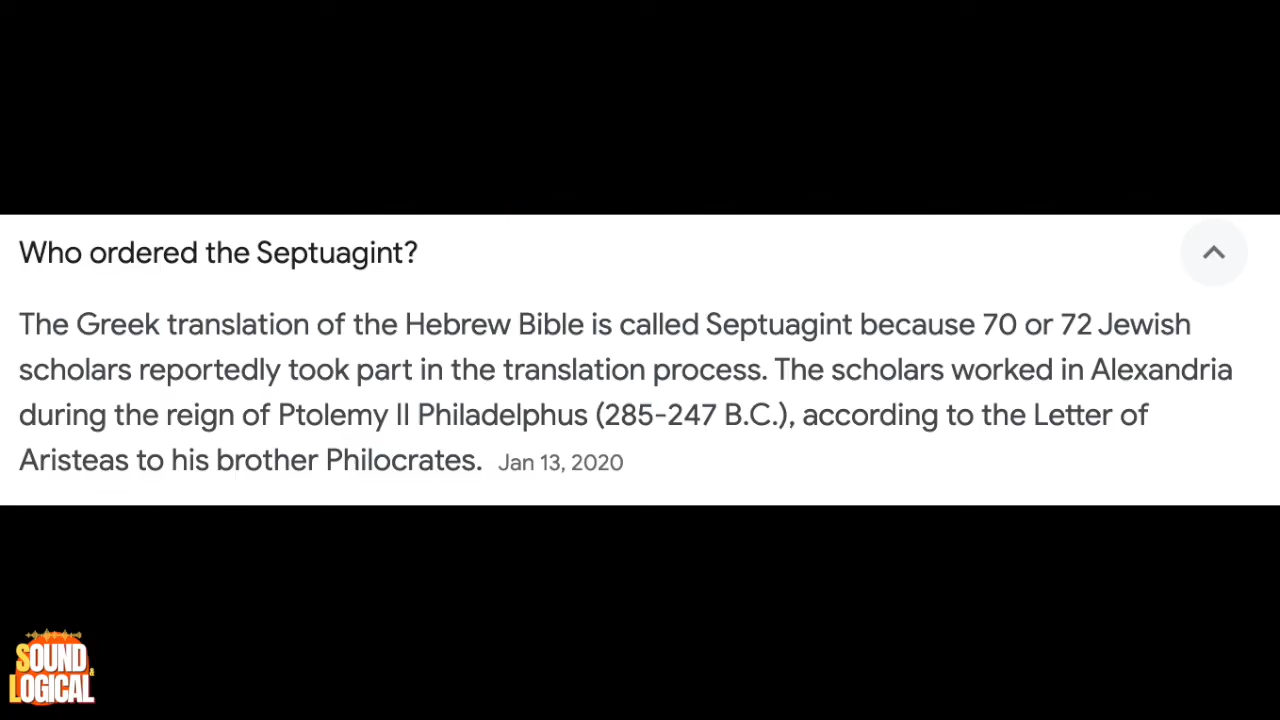 Who ordered the Septuagint?
The Greek translation of the Hebrew Bible is called Septuagint because 70 or 72 Jewish
scholars reportedly took part in the translation process. The scholars worked in Alexandria
during the reign of Ptolemy II Philadelphus (285-247 B.C.), according to the Letter of
Aristeas to his brother Philocrates. Jan 13, 2020
SOUND
&
LOGICAL